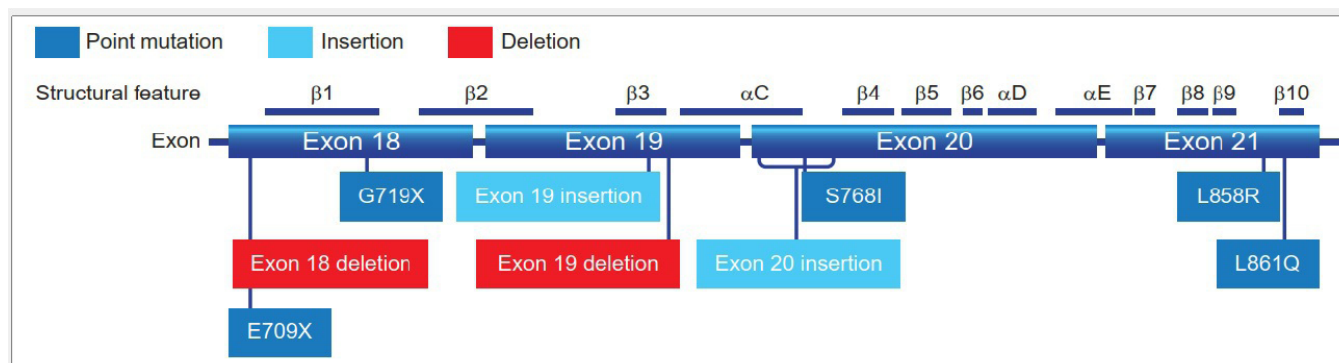 Point mutation Insertion Deletion
Structural feature β1 β2 β3 αC β4 β5 β6 αD αE β7 β8 β9 β10
Exon Exon 18 Exon 19 Exon 20 Exon 21
G719X Exon 19 insertion S768I L858R
Exon 18 deletion Exon 19 deletion Exon 20 insertion L861Q
E709X